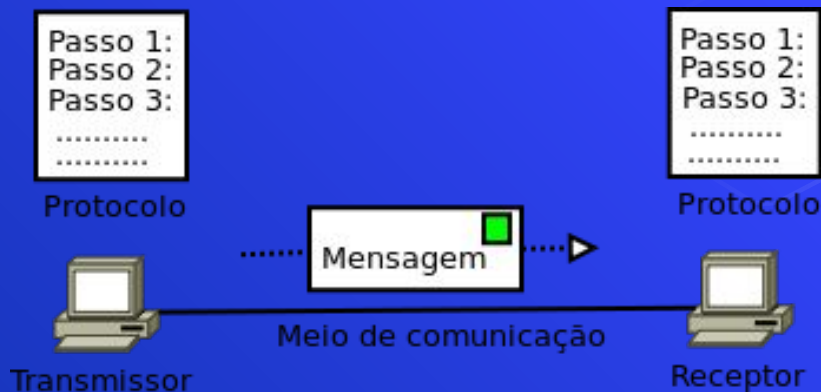 Passo 1:
Passo 2:
Passo 3:
..........
..........
Protocolo
Passo 1:
Passo 2:
Passo 3:
..........
..........
Protocolo
Mensagem
Meio de comunicação
Transmissor
Receptor